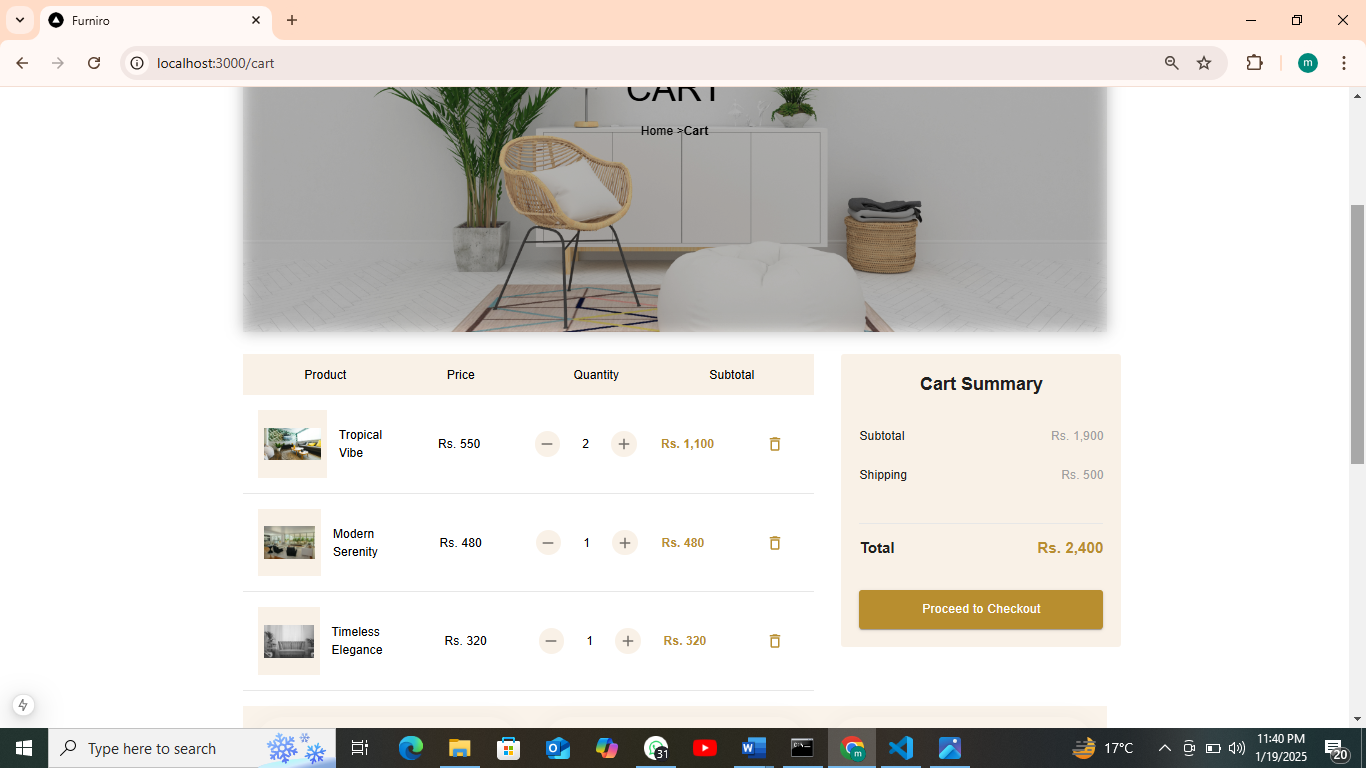 Furniro
localhost:3000/cart
m
CART
Home >Cart
Product Price Quantity Subtotal
Tropical
Vibe
Rs. 550 2 Rs. 1,100
Modern
Serenity
Rs. 480 1 Rs. 480
Timeless
Elegance
Rs. 320 1 Rs. 320
Cart Summary
Subtotal Rs. 1,900
Shipping Rs. 500
Total Rs. 2,400
Proceed to Checkout
Type here to search
31
m
17°C
11:40 PM
1/19/2025
20